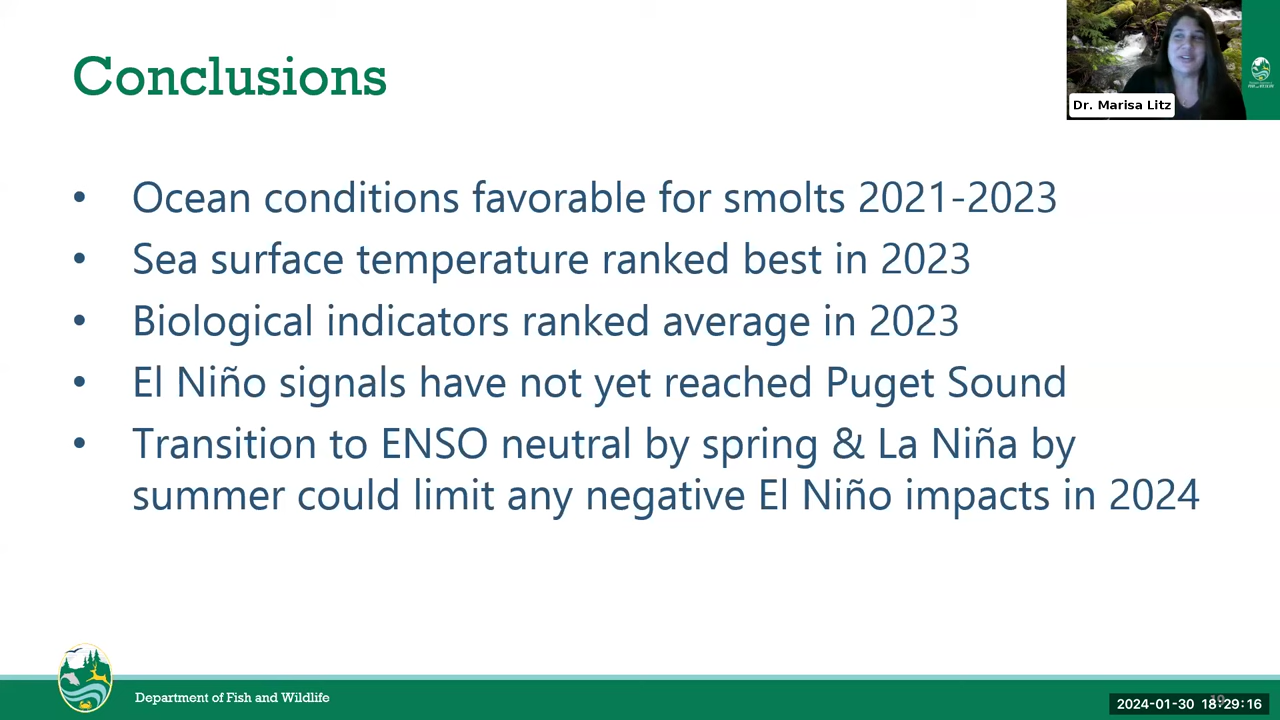 Conclusions
Dr. Marisa Litz
• Ocean conditions favorable for smolts 2021-2023
• Sea surface temperature ranked best in 2023
• Biological indicators ranked average in 2023
• El Niño signals have not yet reached Puget Sound
• Transition to ENSO neutral by spring & La Niña by
summer could limit any negative El Niño impacts in 2024
Department of Fish and Wildlife
2024-01-30 18:29:16